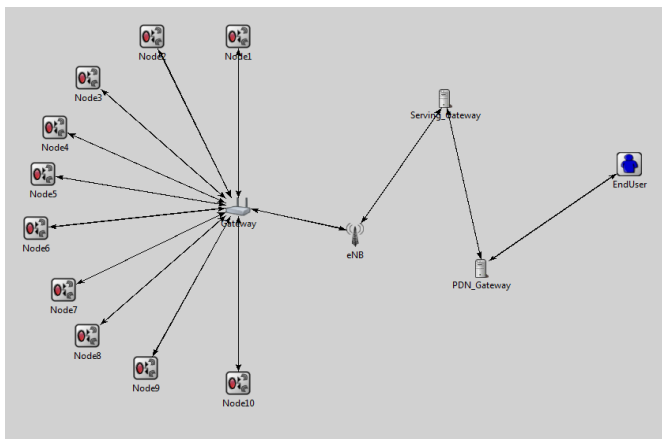 Node2
Node1
Node3
Serving_Gateway
Node4
EndUser
Node5
Gateway
Node6
eNB
PDN_Gateway
Node7
Node8
Node9
Node10